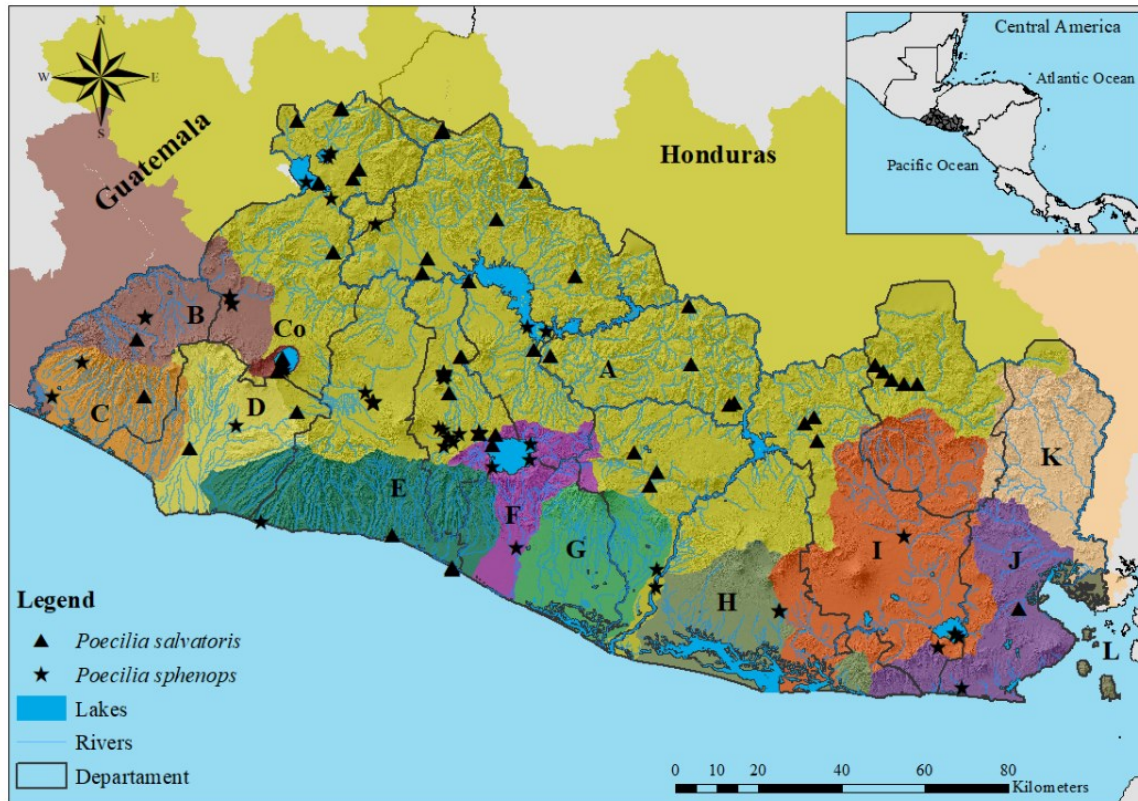 N
W
E
S
Central America
Atlantic Ocean
Pacific Ocean
Guatemala
Honduras
B
Co
A
C
D
K
E
F
I
J
G
H
L
Legend
Poecilia salvatoris
Poecilia sphenops
Lakes
Rivers
Departament
0 5 10 20 40 60 80
Kilometers